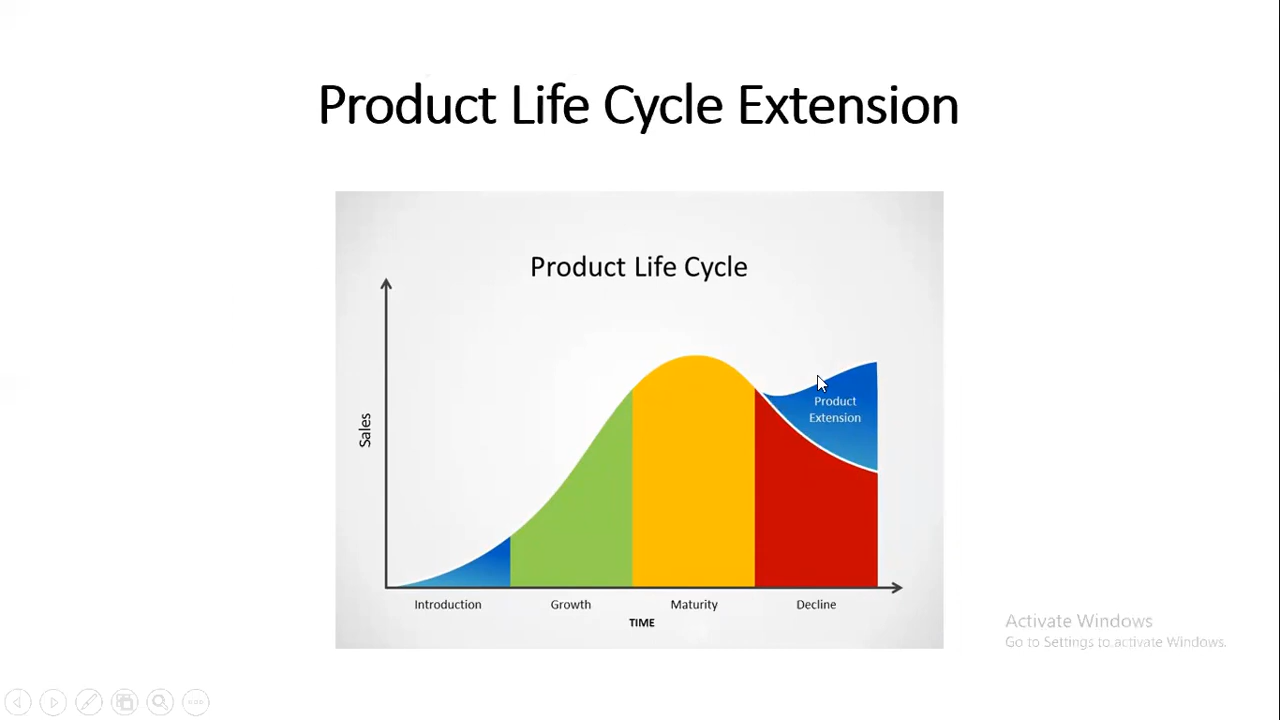 Product Life Cycle Extension
Product Life Cycle
Sales
Product
Extension
Introduction
Growth
Maturity
Decline
TIME
Activate Windows
Go to Settings to activate Windows.